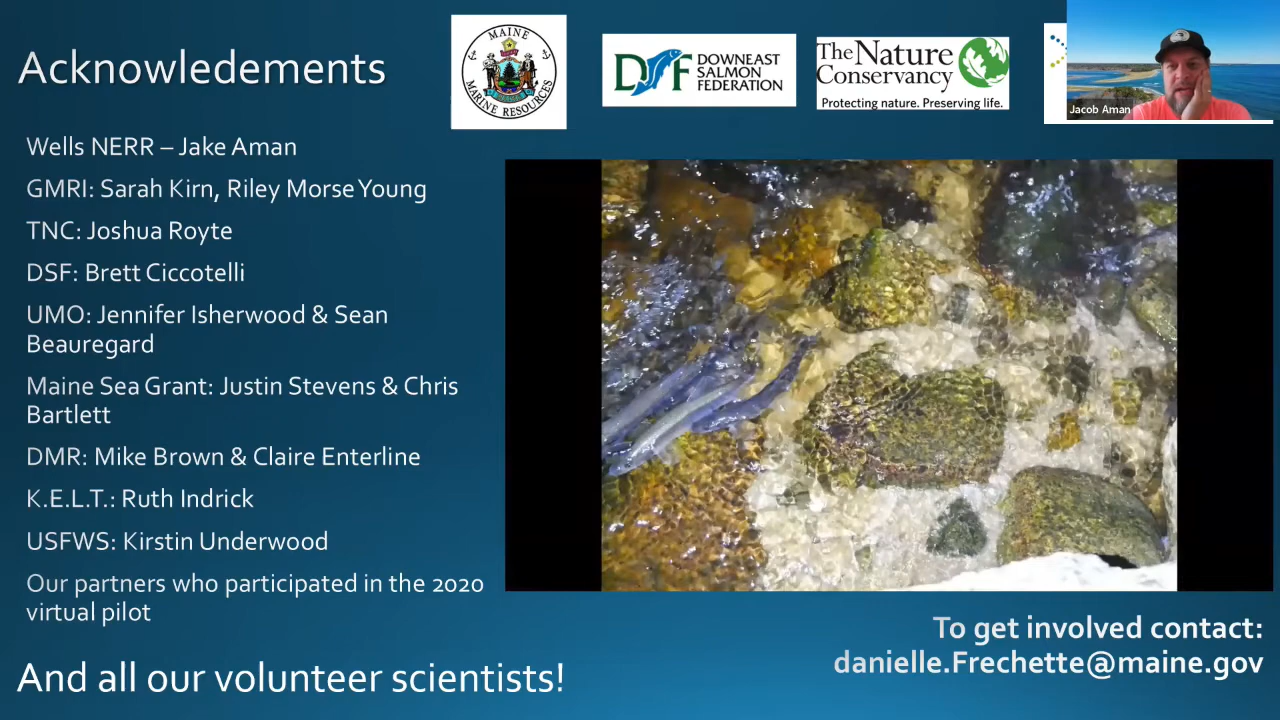 Acknowledements
MAINE
MARINE RESOURCES
DSF
DOWNEAST
SALMON
FEDERATION
The Nature
Conservancy
Protecting nature. Preserving life.
Jacob Aman
Wells NERR – Jake Aman
GMRI: Sarah Kirn, Riley Morse Young
TNC: Joshua Royte
DSF: Brett Ciccotelli
UMO: Jennifer Isherwood & Sean
Beauregard
Maine Sea Grant: Justin Stevens & Chris
Bartlett
DMR: Mike Brown & Claire Enterline
K.E.L.T.: Ruth Indrick
USFWS: Kirstin Underwood
Our partners who participated in the 2020
virtual pilot
And all our volunteer scientists!
To get involved contact:
danielle.Frechette@maine.gov